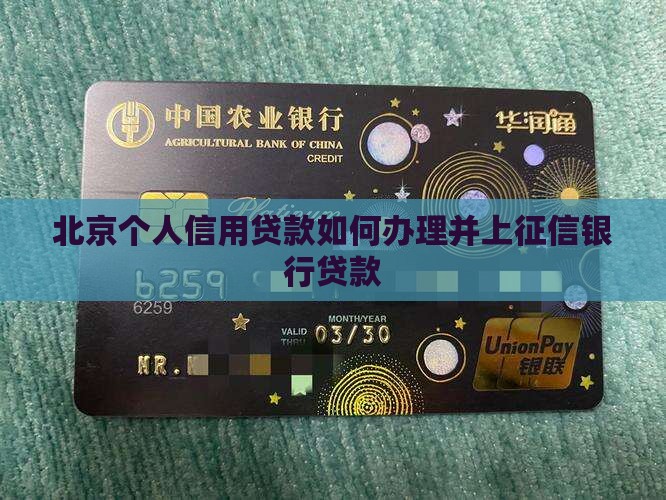 中国农业银行
AGRICULTURAL BANK OF CHINA
CREDIT
华润通
Platinum
北京个人信用贷款如何办理并上征信银
行贷款
6259
6259
MONTH/YEAR
VALID THRU 03/30
MR.
UnionPay
银联